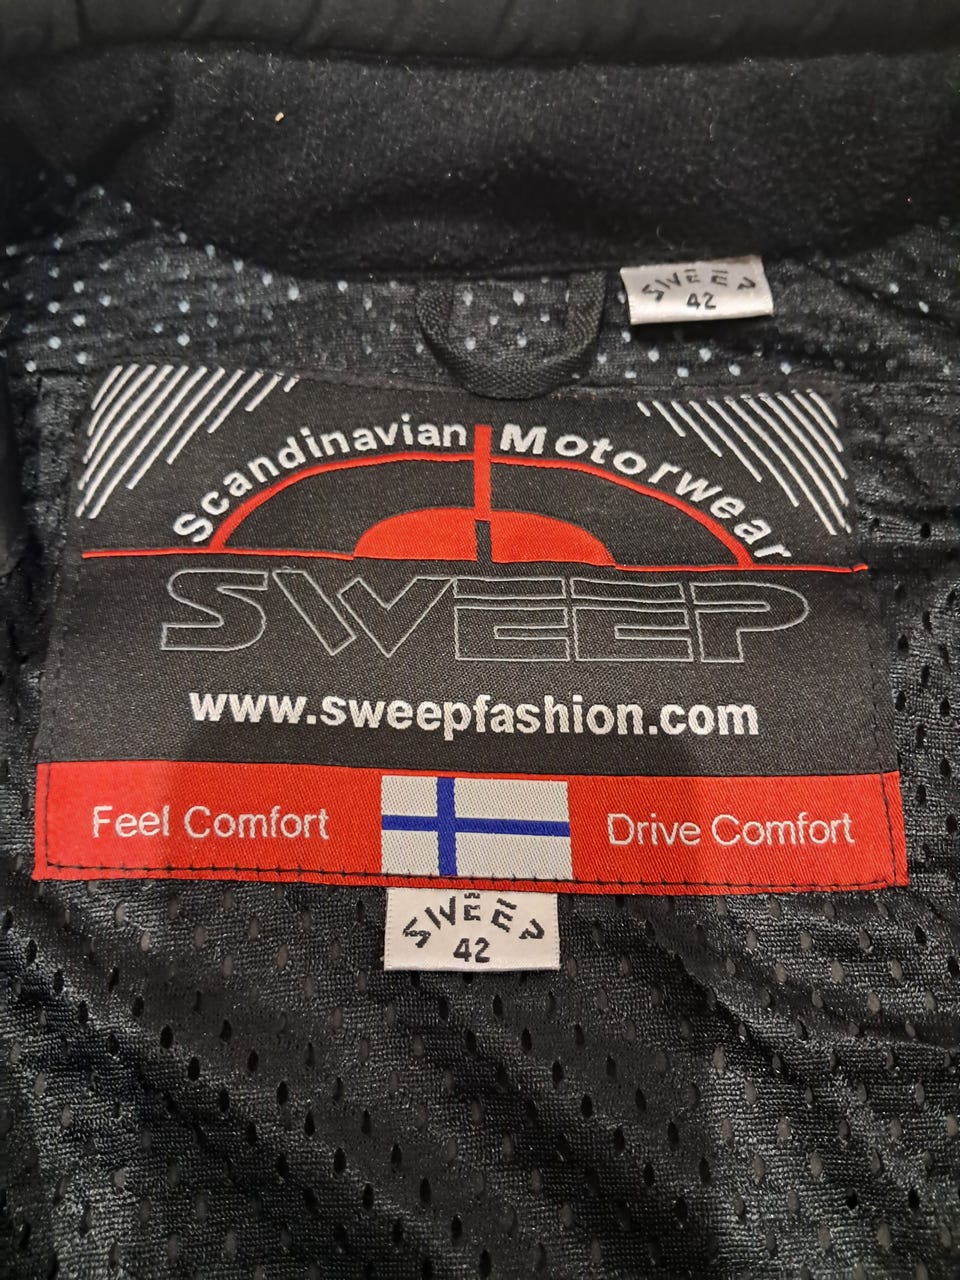 SWEEP
42
Scandinavian Motorwear
SWEEP
www.sweepfashion.com
Feel Comfort Drive Comfort
SWEEP
42